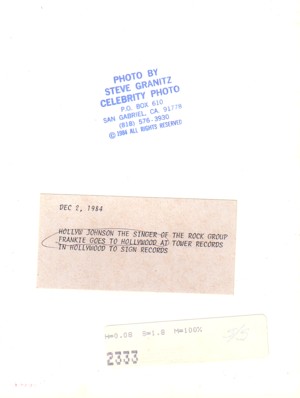 PHOTO BY
STEVE GRANITZ
CELEBRITY PHOTO
P.O. BOX 610
SAN GABRIEL, CA. 91778
(818) 576-3930
© 1984 ALL RIGHTS RESERVED
DEC 2, 1984
HOLLYW JOHNSON THE SINGER OF THE ROCK GROUP
FRANKIE GOES TO HOLLYWOOD AT TOWER RECORDS
IN HOLLYWOOD TO SIGN RECORDS
H=0.00 S=1.0 M=100%
2333